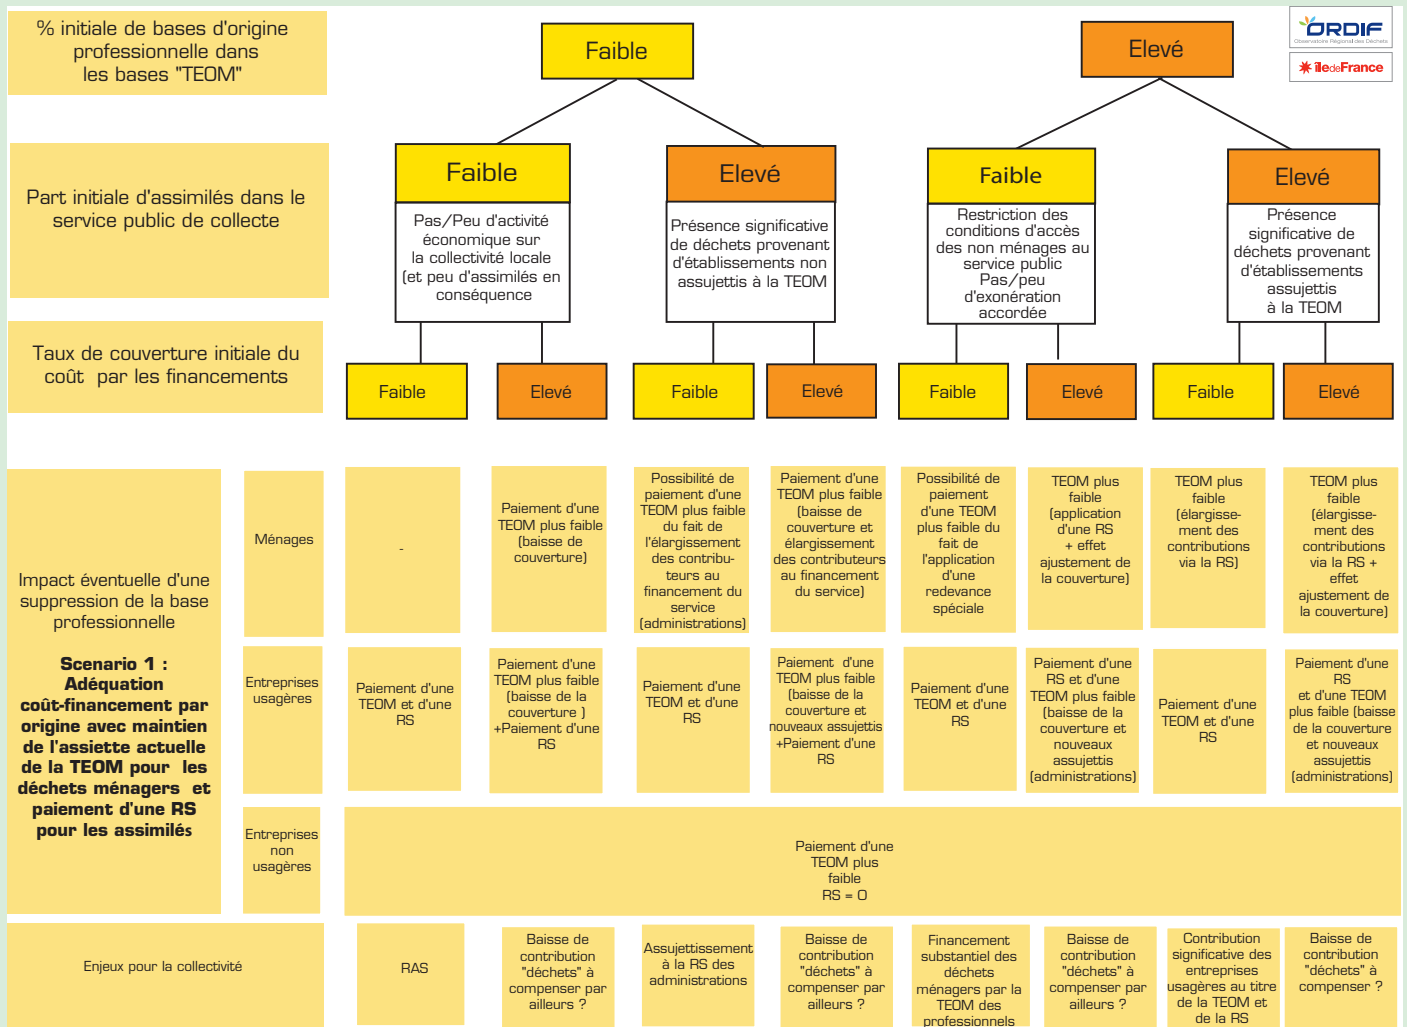 % initiale de bases d'origine
professionnelle dans
les bases "TEOM"
Faible
Elevé
ORDIF
Observatoire Régional des Déchets
île de France
Part initiale d'assimilés dans le
service public de collecte
Faible
Pas/Peu d'activité
économique sur
la collectivité locale
(et peu d'assimilés en
conséquence
Elevé
Présence significative
de déchets provenant
d'établissements non
assujettis à la TEOM
Faible
Restriction des
conditions d'accès
des non ménages au
service public
Pas/peu
d'exonération
accordée
Elevé
Présence
significative de
déchets provenant
d'établissements
assujettis
à la TEOM
Taux de couverture initiale du
coût par les financements
Faible
Elevé
Faible
Elevé
Faible
Elevé
Faible
Elevé
Impact éventuelle d'une
suppression de la base
professionnelle
Scenario 1 :
Adéquation
coût-financement par
origine avec maintien
de l'assiette actuelle
de la TEOM pour les
déchets ménagers et
paiement d'une RS
pour les assimilés
Ménages
-
Paiement d'une
TEOM plus faible
(baisse de
couverture)
Possibilité de
paiement d'une
TEOM plus faible
du fait de
l'élargissement
des contribu-
teurs au
financement du
service
(administrations)
Paiement d'une
TEOM plus faible
(baisse de
couverture et
élargissement
des contributeurs
au financement
du service)
Possibilité de
paiement
d'une TEOM
plus faible du
fait de
l'application
d'une
redevance
spéciale
TEOM plus
faible
(application
d'une RS
+ effet
ajustement de
la couverture)
TEOM plus
faible
(élargisse-
ment des
contributions
via la RS)
TEOM plus
faible
(élargisse-
ment des
contributions
via la RS +
effet
ajustement de
la couverture)
Entreprises
usagères
Paiement d'une
TEOM et d'une
RS
Paiement d'une
TEOM plus faible
(baisse de la
couverture )
+Paiement d'une
RS
Paiement d'une
TEOM et d'une
RS
Paiement d'une
TEOM plus faible
(baisse de la
couverture et
nouveaux assujettis
+Paiement d'une
RS
Paiement d'une
TEOM et d'une
RS
Paiement d'une
RS et d'une
TEOM plus faible
(baisse de la
couverture et
nouveaux
assujettis
(administrations)
Paiement d'une
TEOM et d'une
RS
Paiement d'une
RS
et d'une TEOM
plus faible (baisse
de la couverture
et nouveaux
assujettis
(administrations)
Entreprises
non
usagères
Paiement d'une
TEOM plus
faible
RS = 0
Enjeux pour la collectivité
RAS
Baisse de
contribution
"déchets" à
compenser par
ailleurs ?
Assujettissement
à la RS des
administrations
Baisse de
contribution
"déchets" à
compenser par
ailleurs ?
Financement
substantiel des
déchets
ménagers par la
TEOM des
professionnels
Baisse de
contribution
"déchets" à
compenser par
ailleurs ?
Contribution
significative des
entreprises
usagères au titre
de la TEOM et
de la RS
Baisse de
contribution
"déchets" à
compenser ?